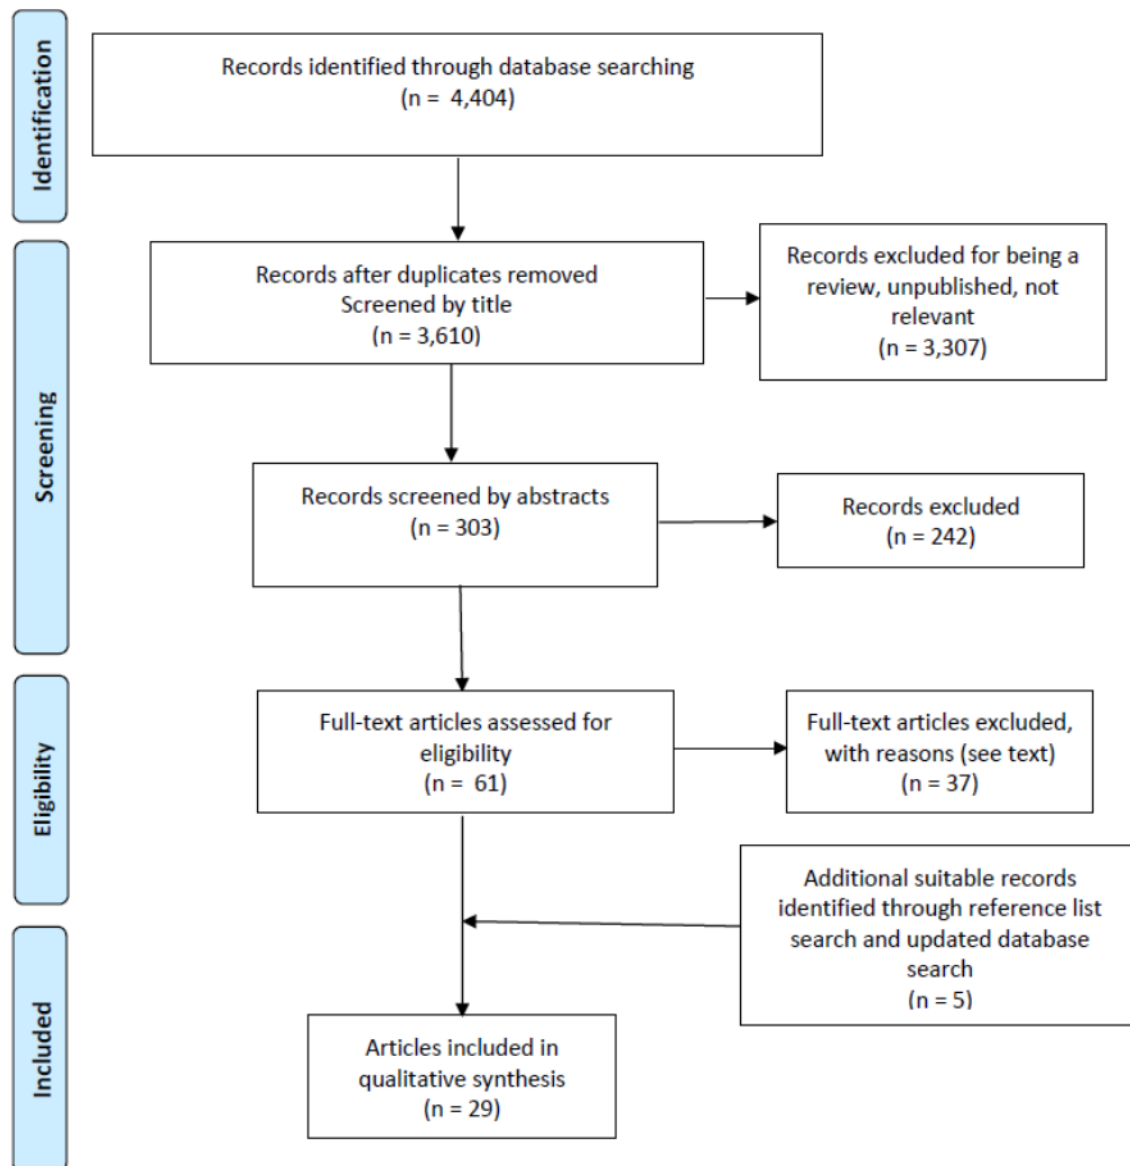 Identification
Records identified through database searching
(n = 4,404)
Screening
Records after duplicates removed
Screened by title
(n = 3,610)
Records excluded for being a
review, unpublished, not
relevant
(n = 3,307)
Records screened by abstracts
(n = 303)
Records excluded
(n = 242)
Eligibility
Full-text articles assessed for
eligibility
(n = 61)
Full-text articles excluded,
with reasons (see text)
(n = 37)
Additional suitable records
identified through reference list
search and updated database
search
(n = 5)
Included
Articles included in
qualitative synthesis
(n = 29)